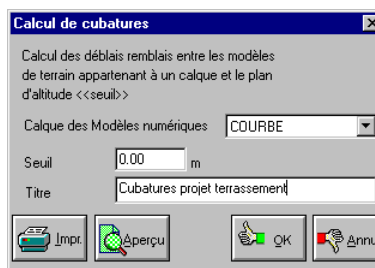 Calcul de cubatures
Calcul des déblais remblais entre les modèles
de terrain appartenant à un calque et le plan
d'altitude <<seuil>>
Calque des Modèles numériques COURBE
Seuil 0.00 m
Titre Cubatures projet terrassement
Impr. Aperçu OK Annu